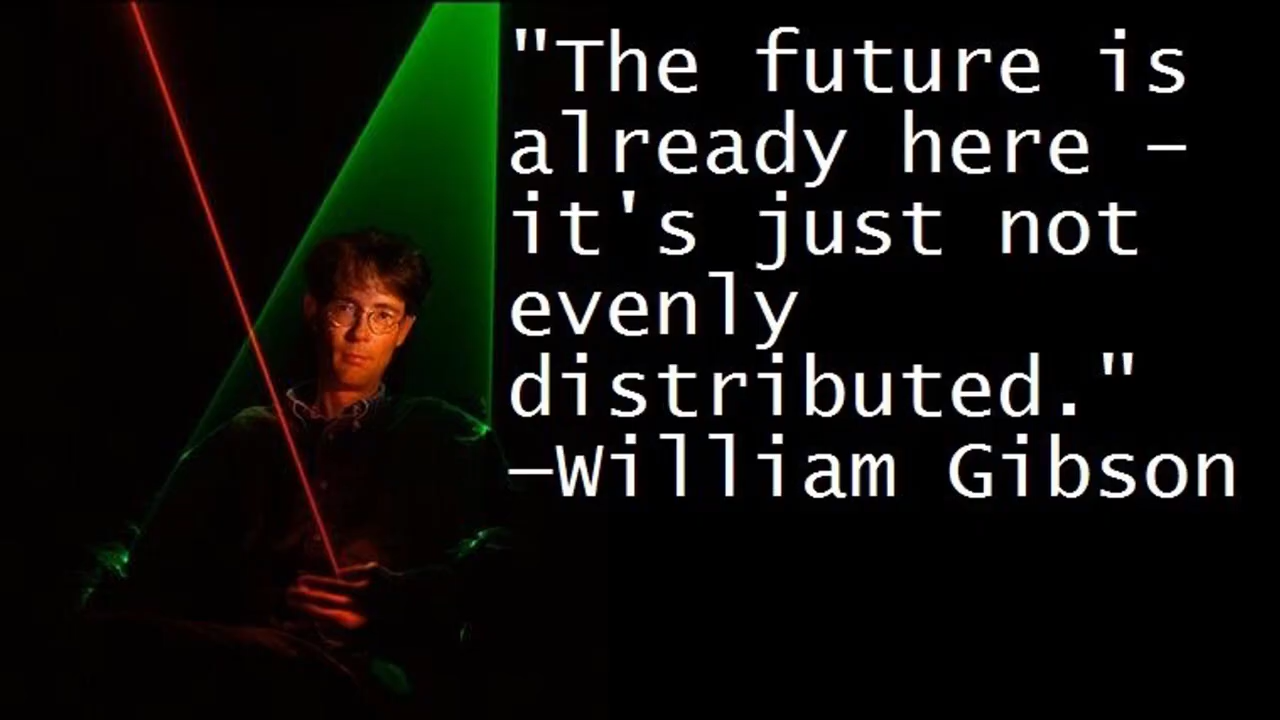 "The future is
already here –
it's just not
evenly
distributed."
—William Gibson